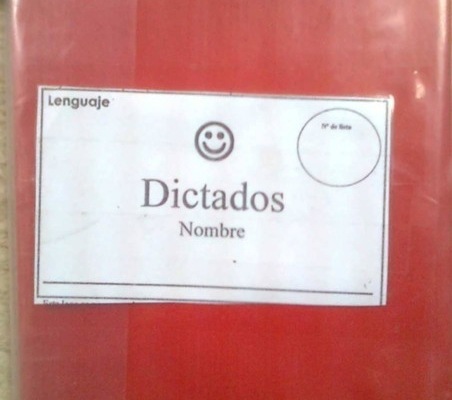 Lenguaje
Nº de lista
Dictados
Nombre